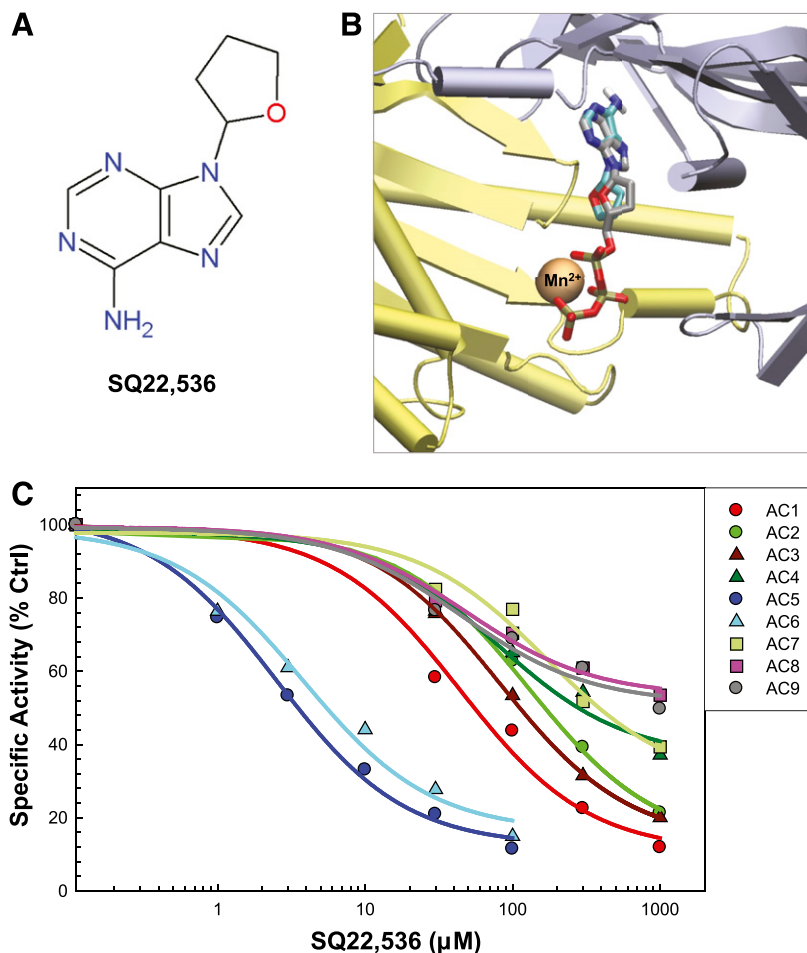 A
O
N
N
N
N
NH2
SQ22,536
B
Mn2+
C
Specific Activity (% Ctrl)
100
80
60
40
20
0
1
10
100
1000
SQ22,536 (µM)
AC1
AC2
AC3
AC4
AC5
AC6
AC7
AC8
AC9